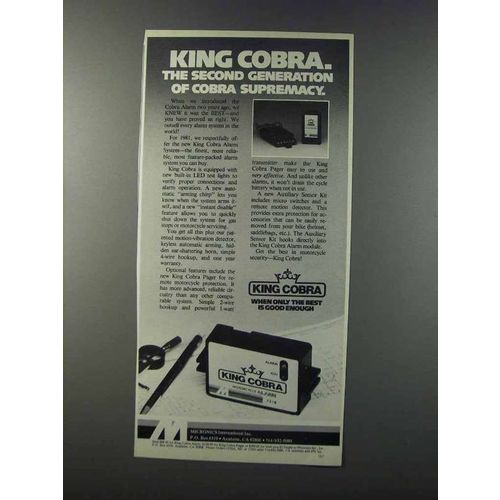 KING COBRA.
THE SECOND GENERATION
OF COBRA SUPREMACY.
When we introduced the
Cobra Alarm two years ago, we
KNEW it was the BEST—and
you have proved us right. We
outsell every alarm system in the
world!
For 1981, we respectfully of-
fer the new King Cobra Alarm
System—the finest, most relia-
ble, most feature-packed alarm
system you can buy.
King Cobra is equipped with
new built-in LED test lights to
verify proper connections and
alarm operation. A new auto-
matic "arming chirp" lets you
know when the system arms it-
self, and a new "instant disable"
feature allows you to quickly
shut down the system for gas
stops or motorcycle servicing.
You get all this plus our pat-
ented motion-vibration detector,
keyless automatic arming, hid-
den ear-shattering horn, simple
4-wire hookup, and one year
warranty.
Optional features include the
new King Cobra Pager for re-
mote motorcycle protection. It
has more advanced, reliable cir-
cuitry than any other compa-
rable system. Simple 2-wire
hookup and powerful 1-watt
transmitter make the King
Cobra Pager easy to use and
very effective. And unlike other
alarms, it won't drain the cycle
battery when not in use.
A new Auxiliary Sensor Kit
includes micro switches and a
remote motion detector. This
provides extra protection for ac-
cessories that can be easily re-
moved from your bike (helmet,
saddlebags, etc.). The Auxiliary
Sensor Kit hooks directly into
the King Cobra Alarm module.
Get the best in motorcycle
security—King Cobra!
KING COBRA
WHEN ONLY THE BEST
IS GOOD ENOUGH
ALARM
KING COBRA
M
MICRONICS International Inc.
P.O. Box Anaheim, CA